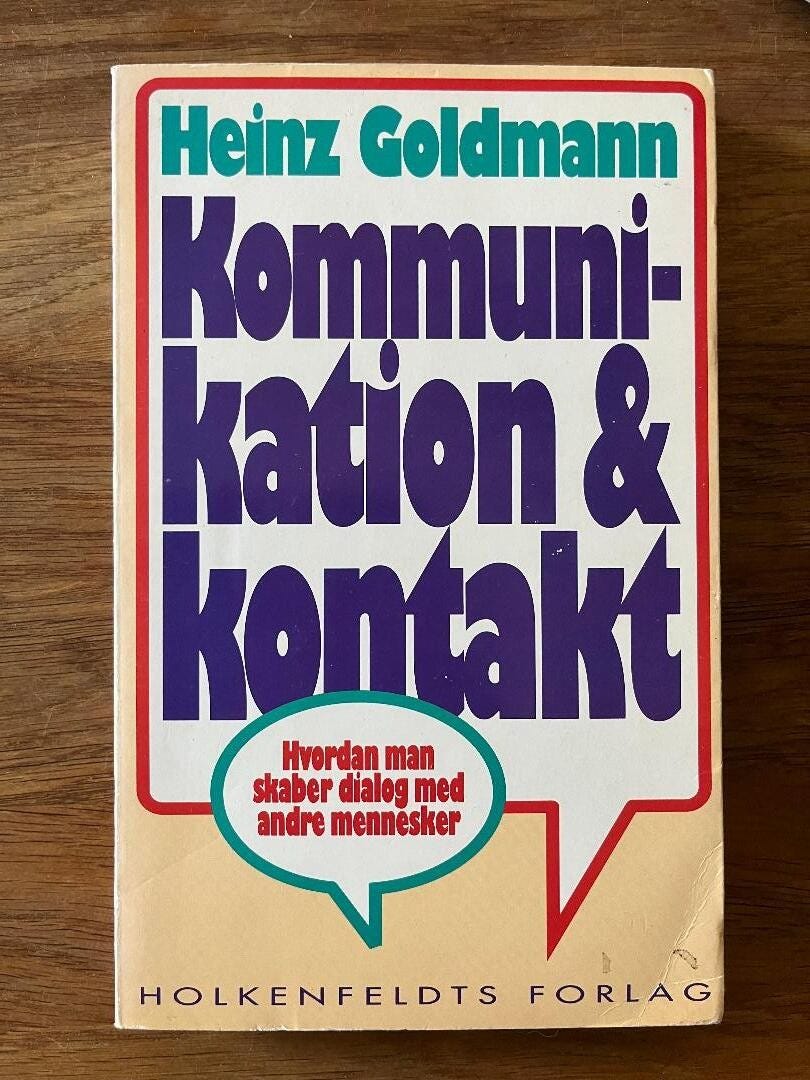 Heinz Goldmann
Kommuni-
kation &
kontakt
Hvordan man
skaber dialog med
andre mennesker
HOLKENFELDTS FORLAG